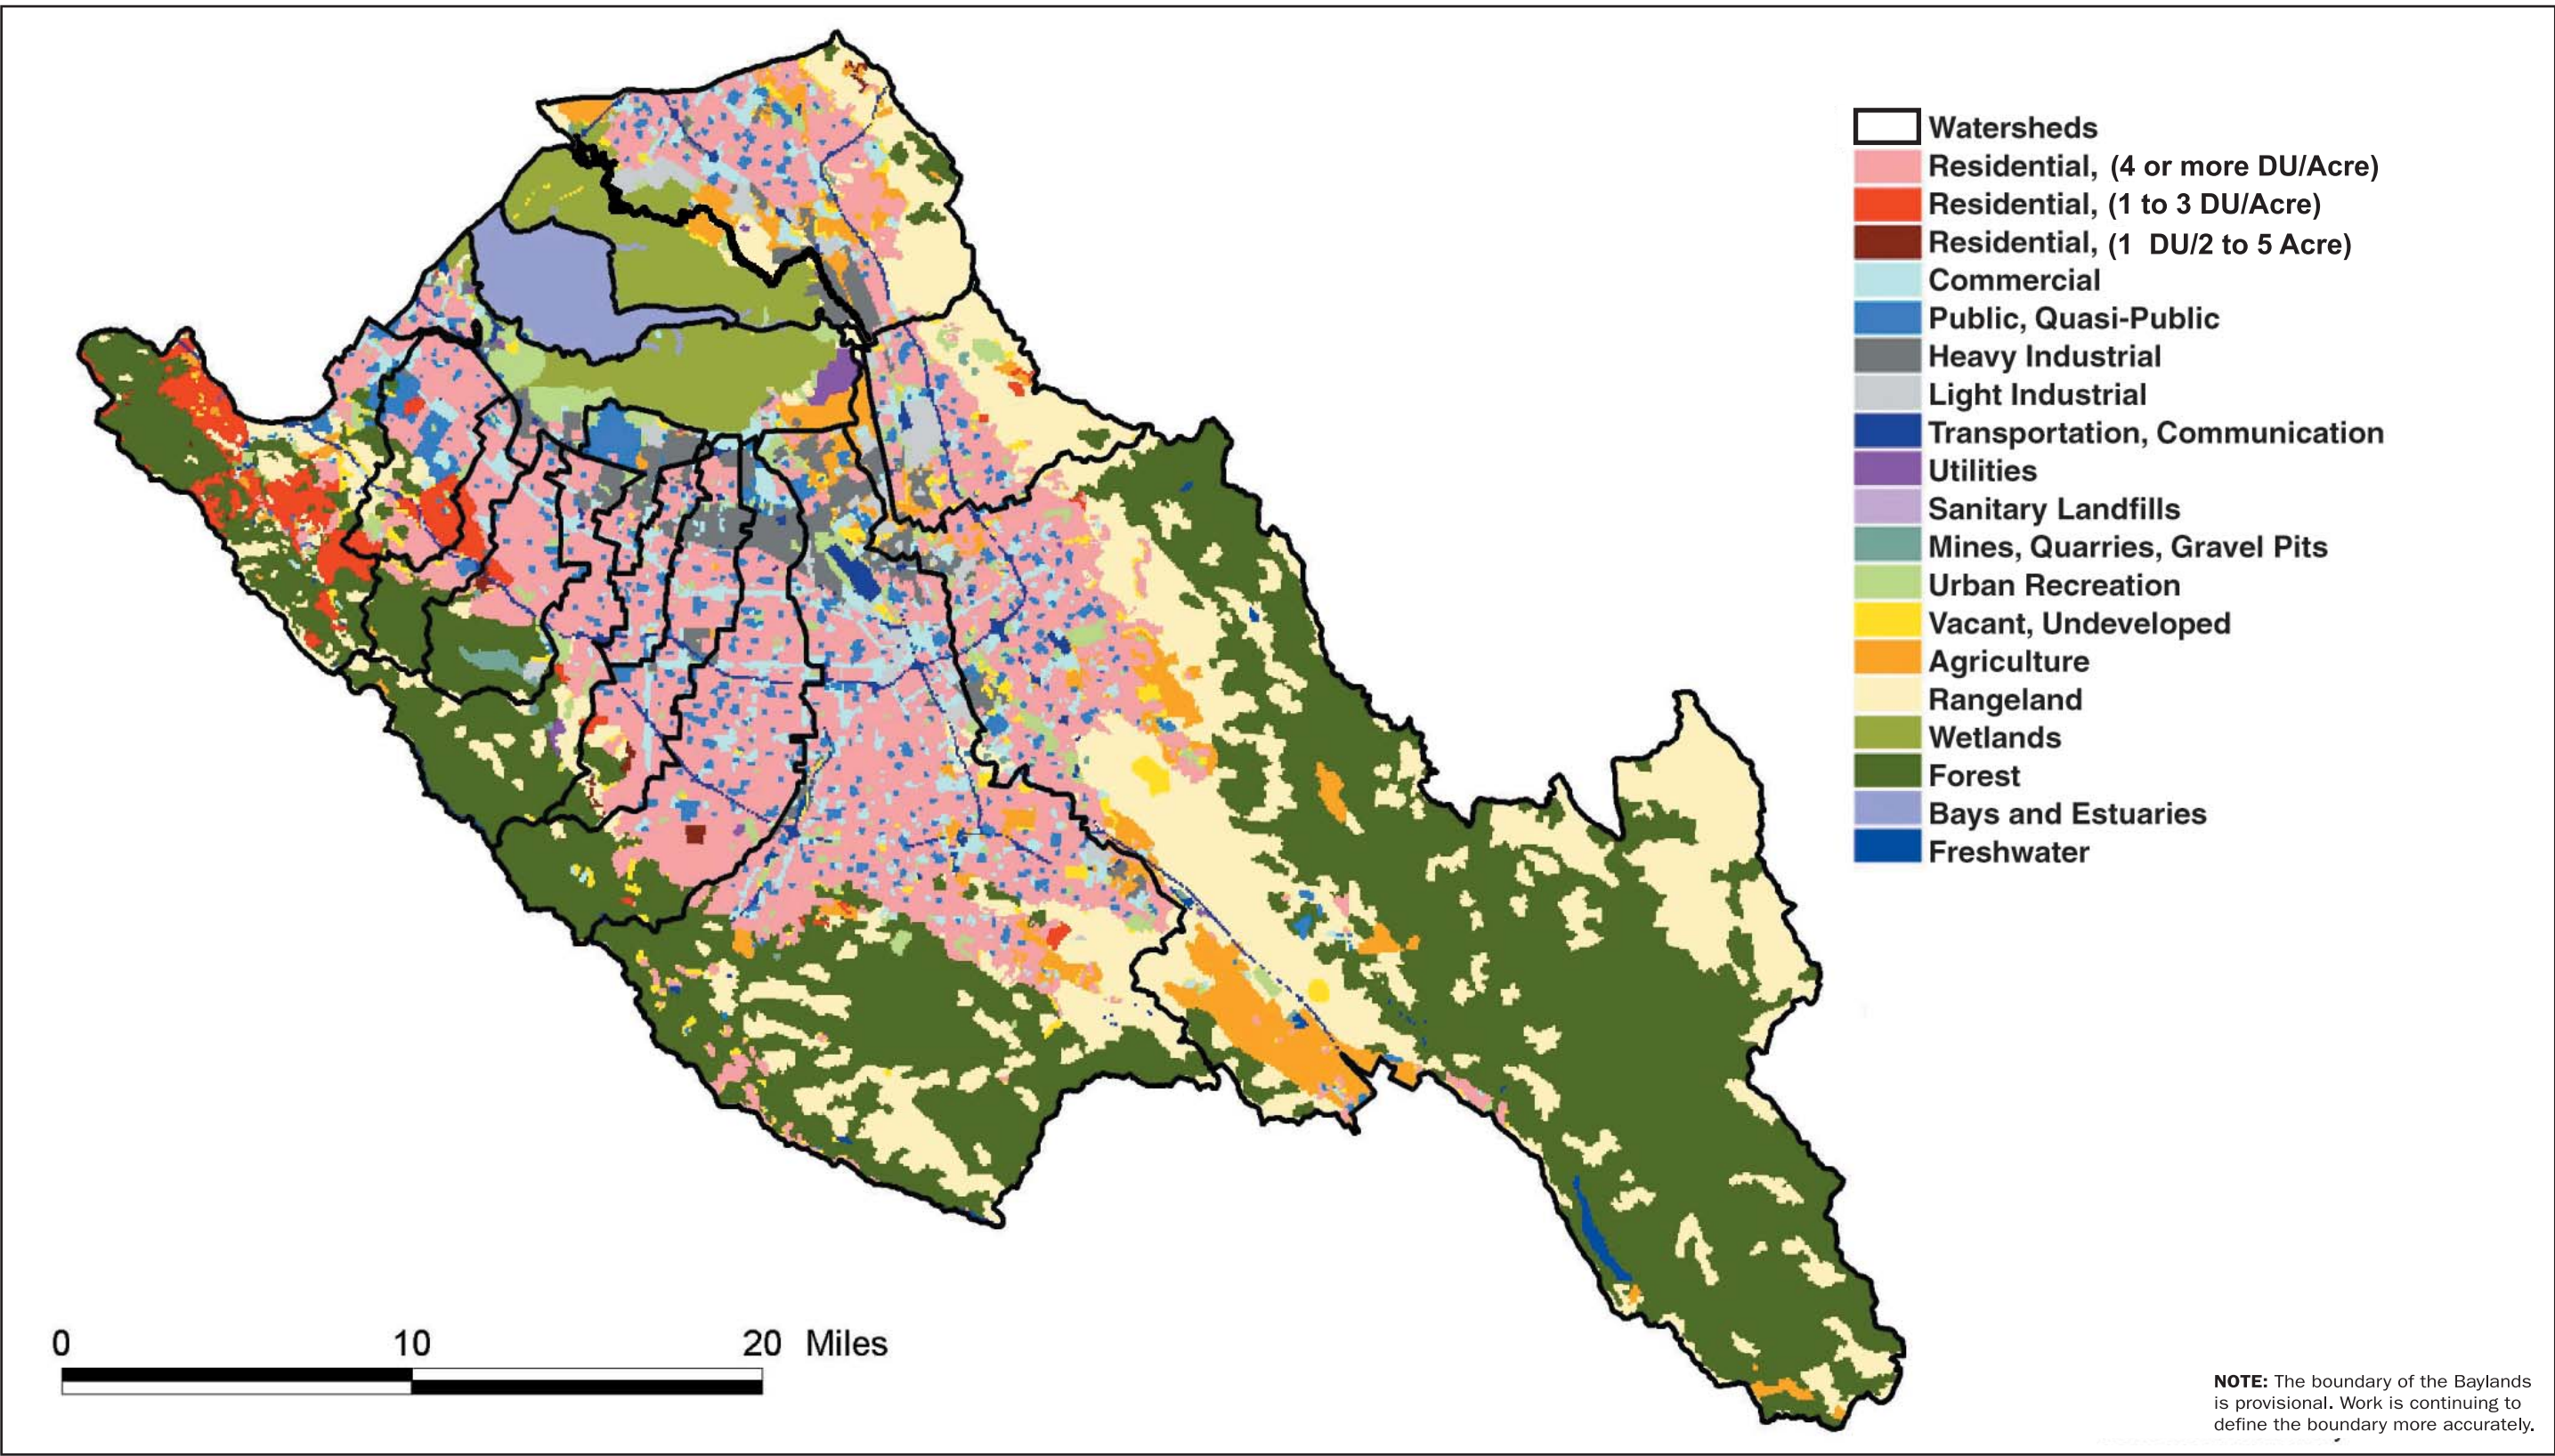 Watersheds
Residential, (4 or more DU/Acre)
Residential, (1 to 3 DU/Acre)
Residential, (1 DU/2 to 5 Acre)
Commercial
Public, Quasi-Public
Heavy Industrial
Light Industrial
Transportation, Communication
Utilities
Sanitary Landfills
Mines, Quarries, Gravel Pits
Urban Recreation
Vacant, Undeveloped
Agriculture
Rangeland
Wetlands
Forest
Bays and Estuaries
Freshwater
0 10 20 Miles
NOTE: The boundary of the Baylands
is provisional. Work is continuing to
define the boundary more accurately.